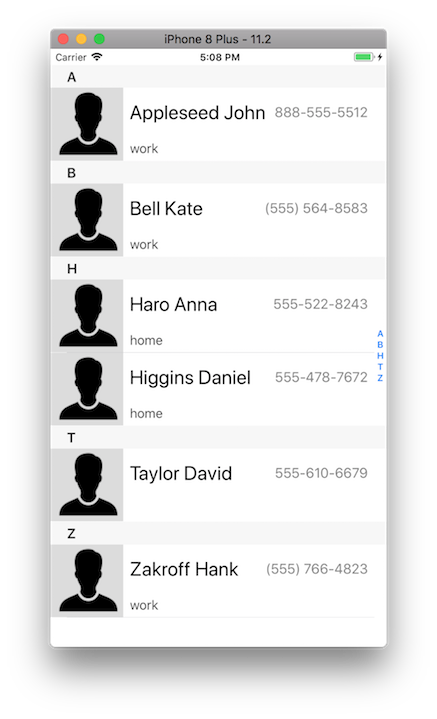 iPhone 8 Plus - 11.2
Carrier 5:08 PM
A
Appleseed John 888-555-5512
work
B
Bell Kate (555) 564-8583
work
H
Haro Anna 555-522-8243
home
Higgins Daniel 555-478-7672
home
T
Taylor David 555-610-6679
Z
Zakroff Hank (555) 766-4823
work
A
B
H
T
Z